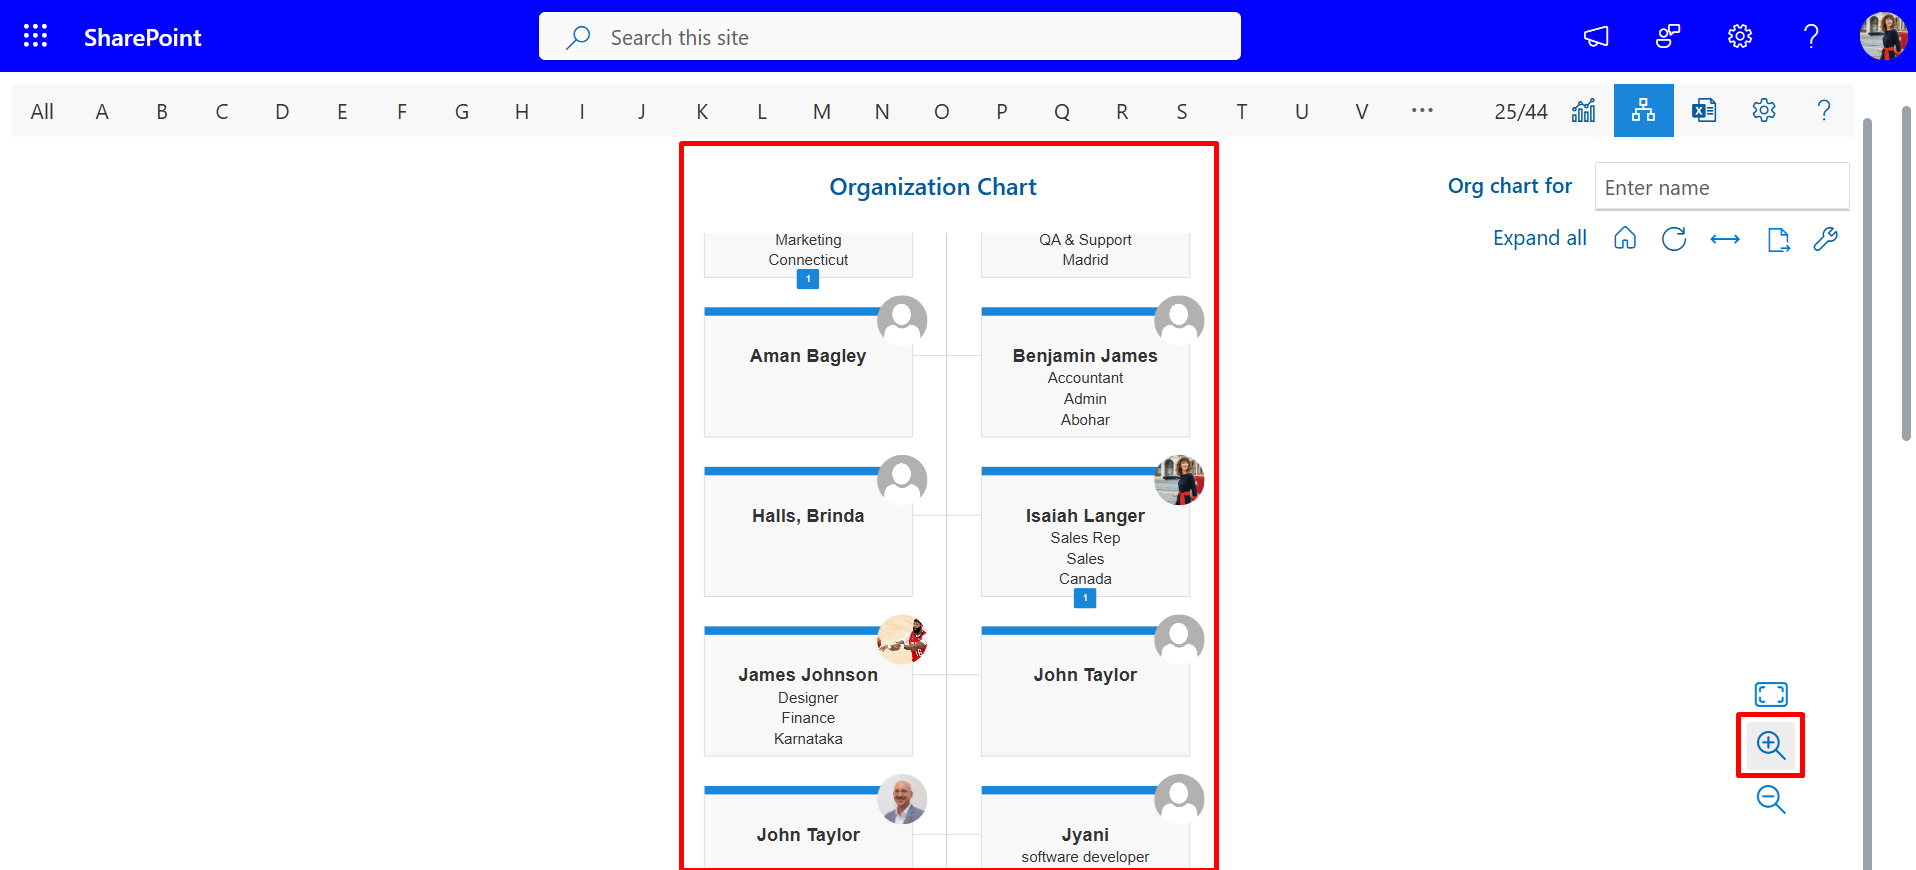 SharePoint
Search this site
?
All A B C D E F G H I J K L M N O P Q R S T U V ... 25/44 ?
Organization Chart
Org chart for Enter name
Expand all
Marketing
Connecticut
1
QA & Support
Madrid
Aman Bagley
Benjamin James
Accountant
Admin
Abohar
Halls, Brinda
Isaiah Langer
Sales Rep
Sales
Canada
1
James Johnson
Designer
Finance
Karnataka
John Taylor
John Taylor
Jyani
software developer